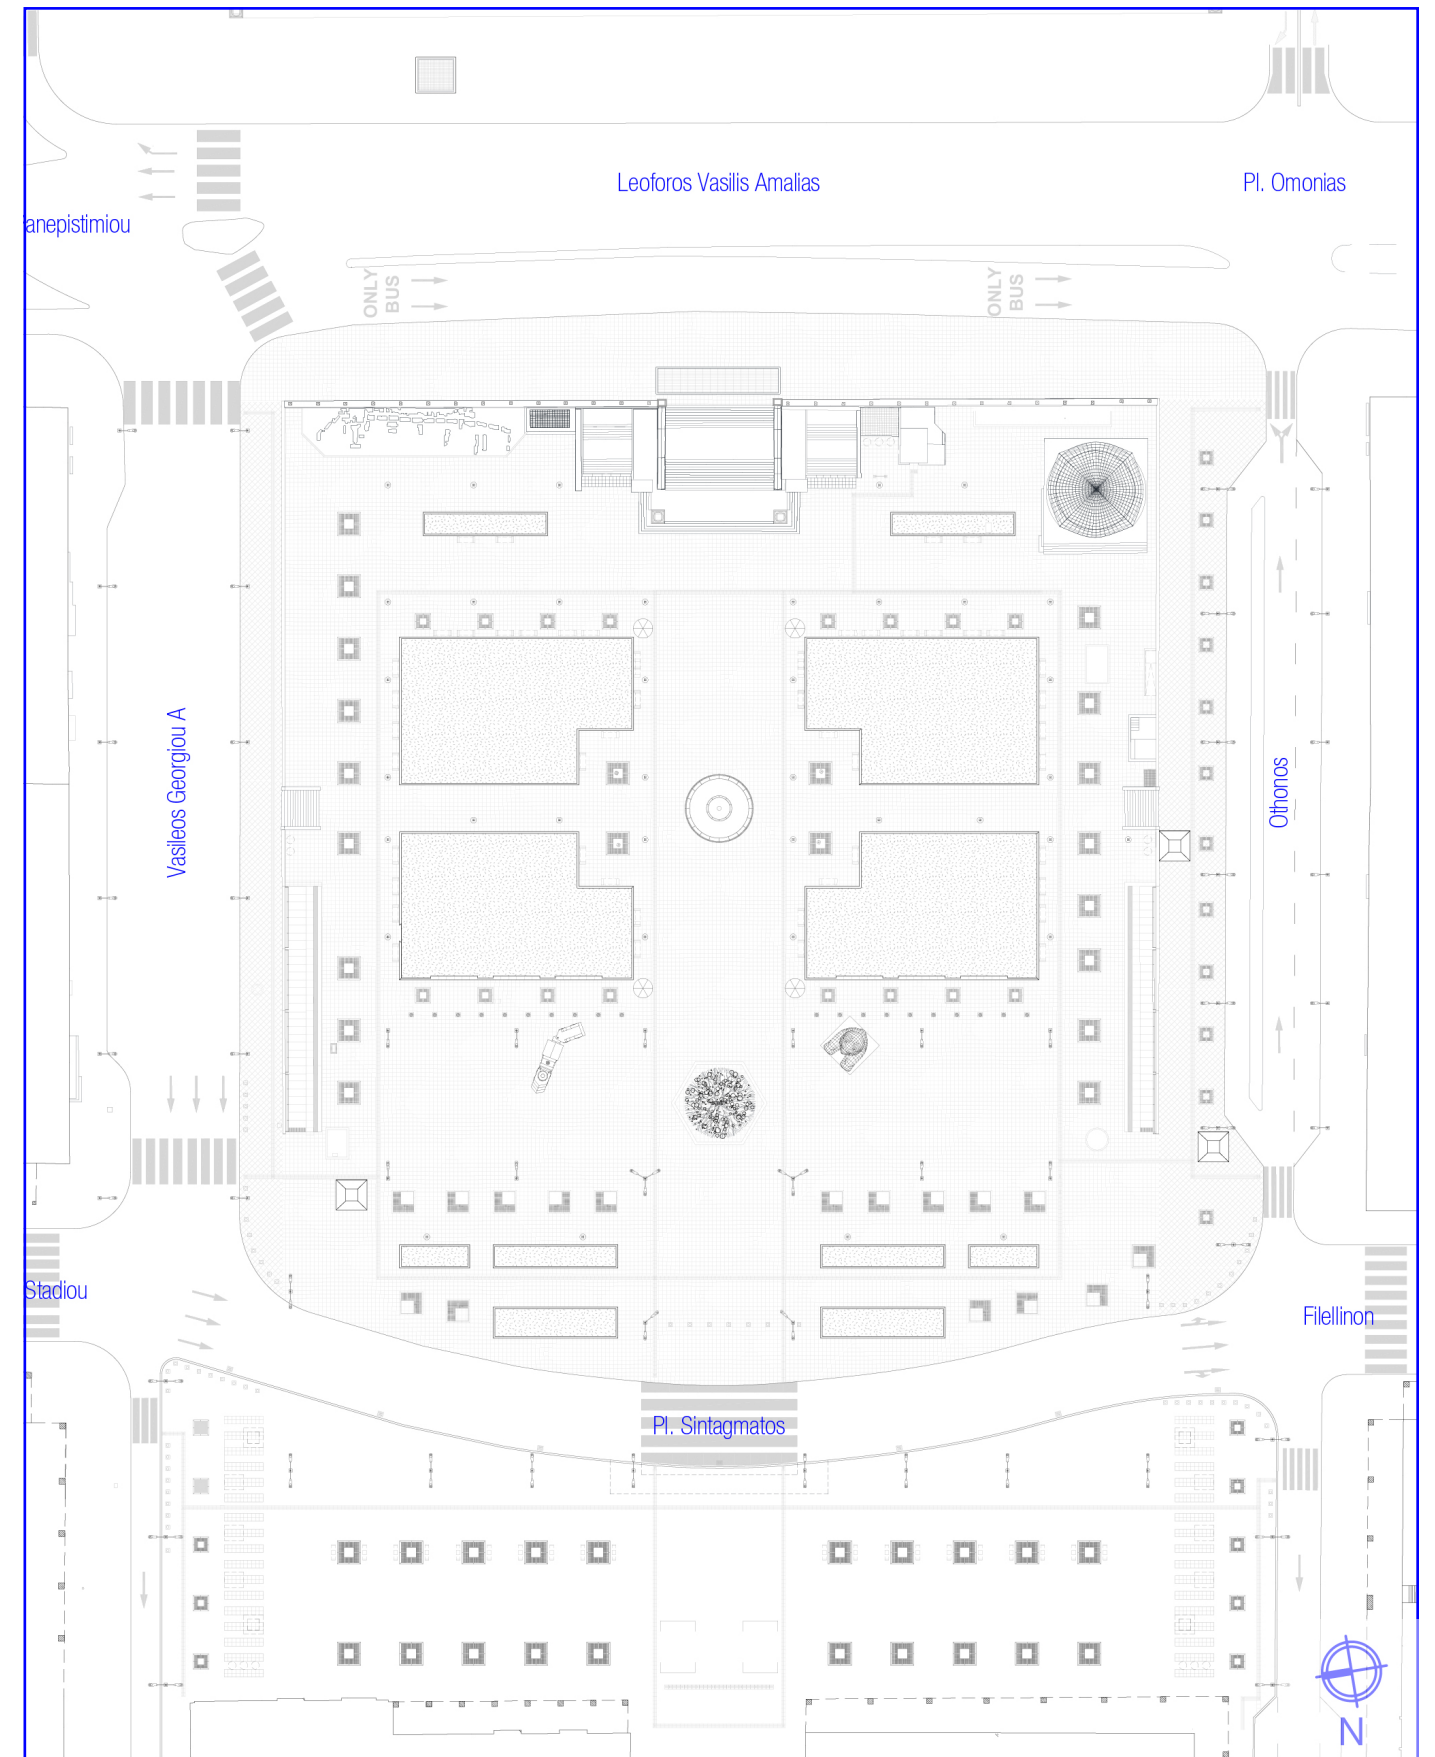 Leoforos Vasilis Amalias
Pl. Omonias
anepistimiou
ONLY
BUS
ONLY
BUS
Vasileos Georgiou A
Othonos
Stadiou
Filellinon
Pl. Sintagmatos
N